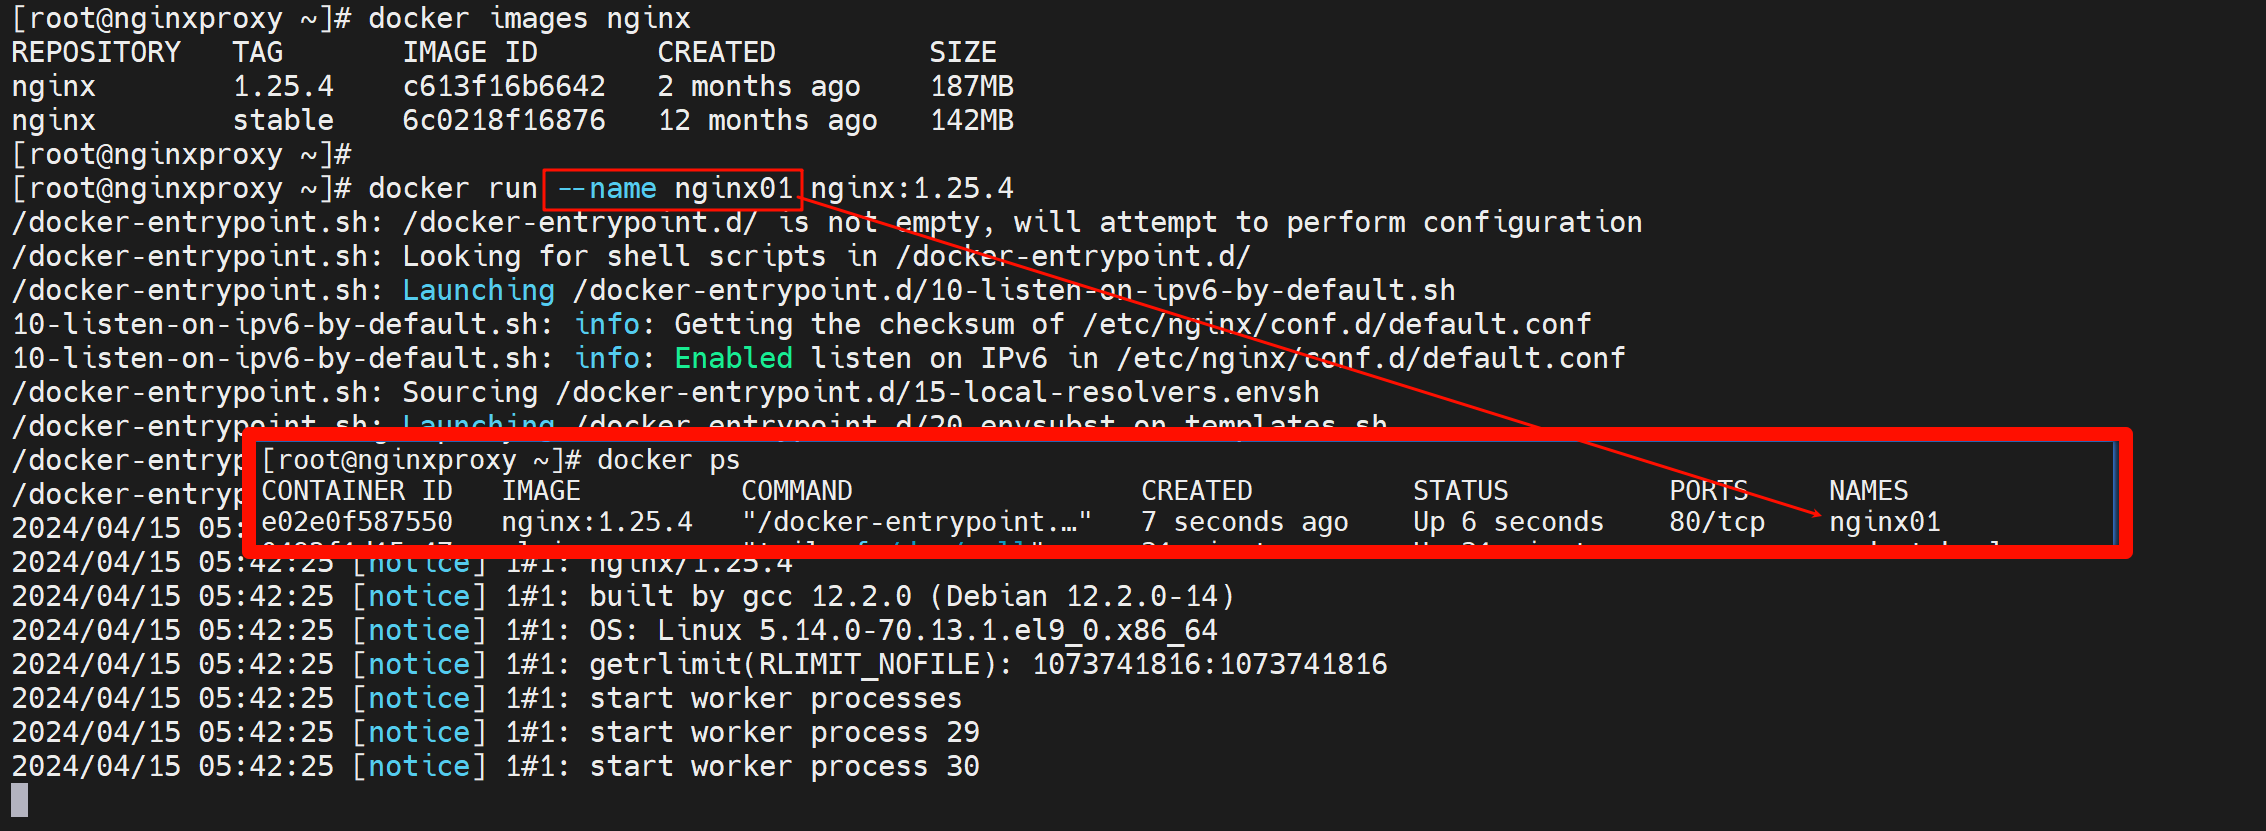 [root@nginxproxy ~]# docker images nginx
REPOSITORY   TAG       IMAGE ID       CREATED         SIZE
nginx        1.25.4    c613f16b6642   2 months ago    187MB
nginx        stable    6c0218f16876   12 months ago   142MB
[root@nginxproxy ~]#
[root@nginxproxy ~]# docker run --name nginx01 nginx:1.25.4
/docker-entrypoint.sh: /docker-entrypoint.d/ is not empty, will attempt to perform configuration
/docker-entrypoint.sh: Looking for shell scripts in /docker-entrypoint.d/
/docker-entrypoint.sh: Launching /docker-entrypoint.d/10-listen-on-ipv6-by-default.sh
10-listen-on-ipv6-by-default.sh: info: Getting the checksum of /etc/nginx/conf.d/default.conf
10-listen-on-ipv6-by-default.sh: info: Enabled listen on IPv6 in /etc/nginx/conf.d/default.conf
/docker-entrypoint.sh: Sourcing /docker-entrypoint.d/15-local-resolvers.envsh
/docker-entrypoint.sh: Launching /docker-entrypoint.d/20-envsubst-on-templates.sh
/docker-entryp
/docker-entryp
[root@nginxproxy ~]# docker ps
CONTAINER ID   IMAGE          COMMAND                  CREATED          STATUS          PORTS     NAMES
e02e0f587550   nginx:1.25.4   "/docker-entrypoint.…"   7 seconds ago    Up 6 seconds    80/tcp    nginx01
2024/04/15 05:
2024/04/15 05:42:25 [notice] 1#1: nginx/1.25.4
2024/04/15 05:42:25 [notice] 1#1: built by gcc 12.2.0 (Debian 12.2.0-14)
2024/04/15 05:42:25 [notice] 1#1: OS: Linux 5.14.0-70.13.1.el9_0.x86_64
2024/04/15 05:42:25 [notice] 1#1: getrlimit(RLIMIT_NOFILE): 1073741816:1073741816
2024/04/15 05:42:25 [notice] 1#1: start worker processes
2024/04/15 05:42:25 [notice] 1#1: start worker process 29
2024/04/15 05:42:25 [notice] 1#1: start worker process 30